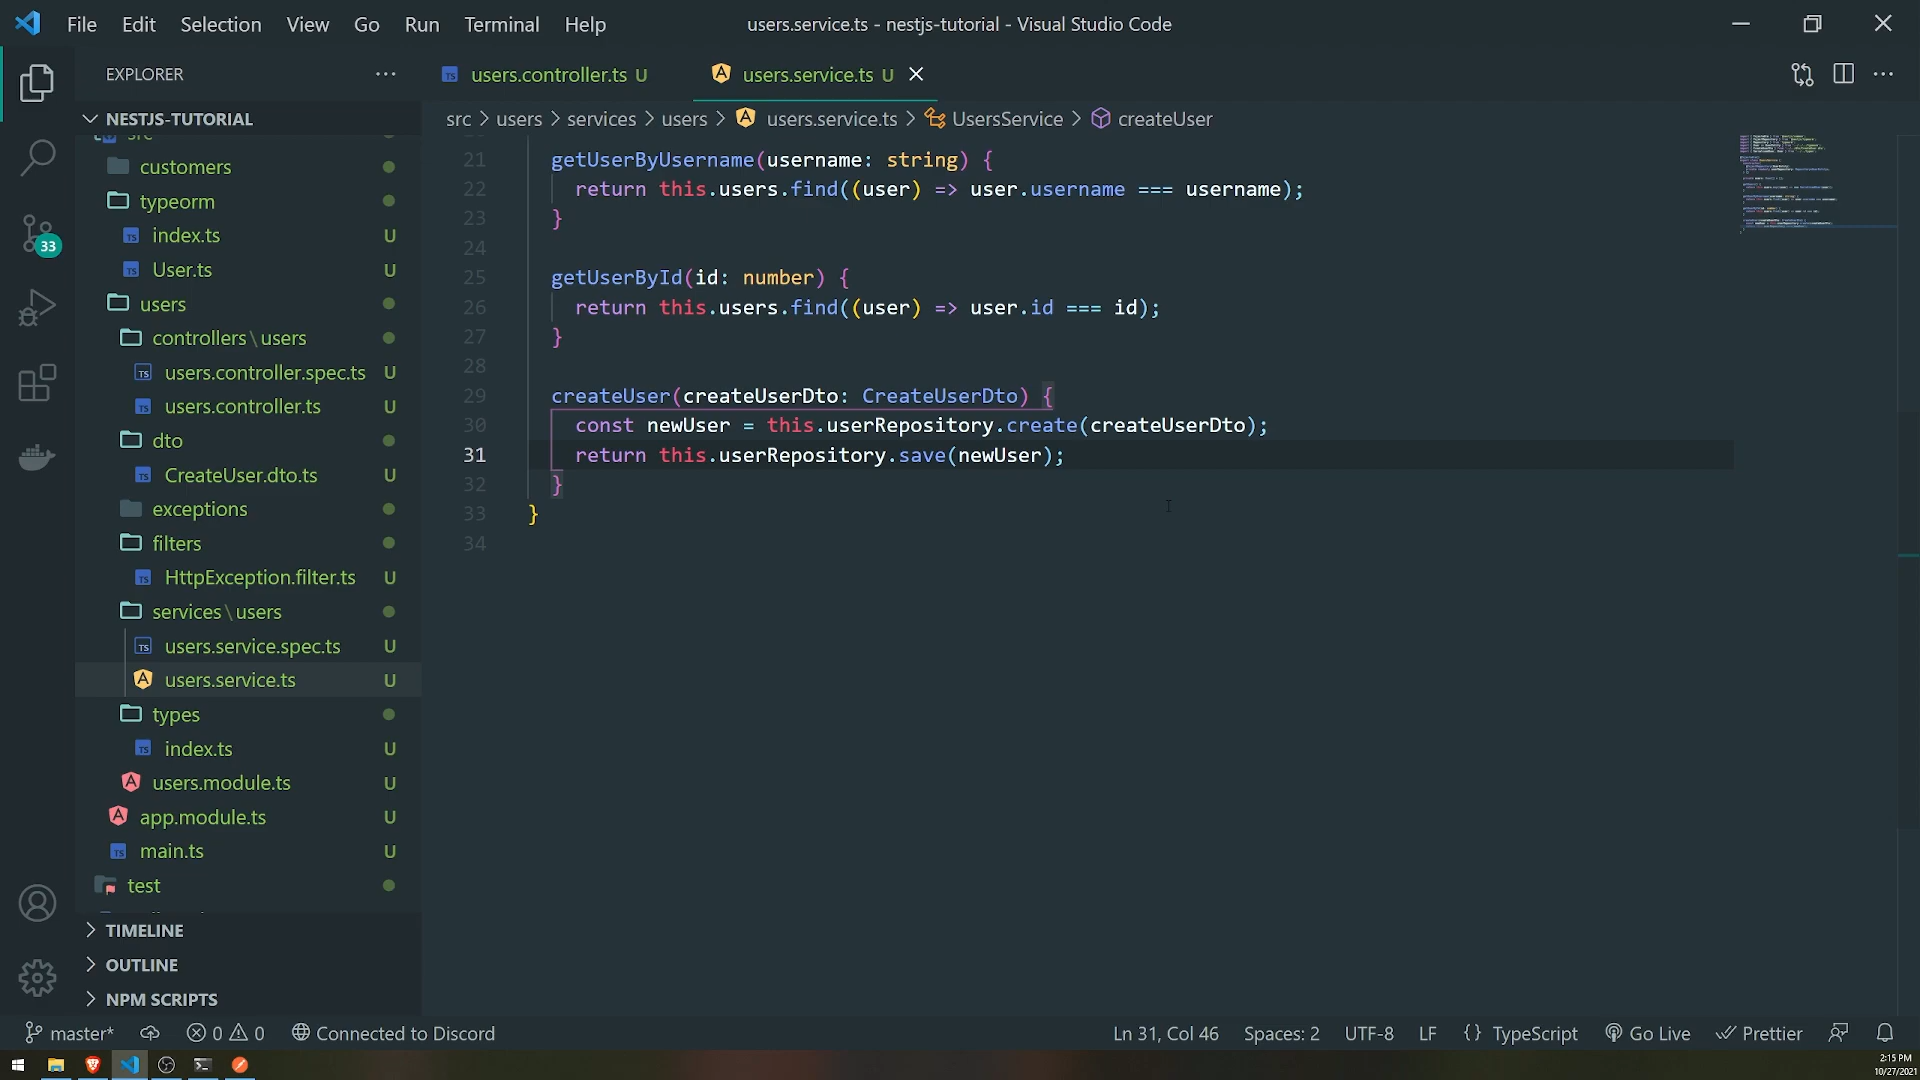 File Edit Selection View Go Run Terminal Help
users.service.ts - nestjs-tutorial - Visual Studio Code
EXPLORER
NESTJS-TUTORIAL
src
customers
typeorm
index.ts U
User.ts U
users
controllers\users
users.controller.spec.ts U
users.controller.ts U
dto
CreateUser.dto.ts U
exceptions
filters
HttpException.filter.ts U
services\users
users.service.spec.ts U
users.service.ts U
types
index.ts U
users.module.ts U
app.module.ts U
main.ts U
test
TIMELINE
OUTLINE
NPM SCRIPTS
33
users.controller.ts U
users.service.ts U
src > users > services > users > users.service.ts > UsersService > createUser
21 getUserByUsername(username: string) {
22 return this.users.find((user) => user.username === username);
23 }
24
25 getUserById(id: number) {
26 return this.users.find((user) => user.id === id);
27 }
28
29 createUser(createUserDto: CreateUserDto) {
30 const newUser = this.userRepository.create(createUserDto);
31 return this.userRepository.save(newUser);
32 }
33 }
34
master* 0 0 Connected to Discord
Ln 31, Col 46 Spaces: 2 UTF-8 LF {} TypeScript Go Live Prettier
2:15 PM
10/27/2021